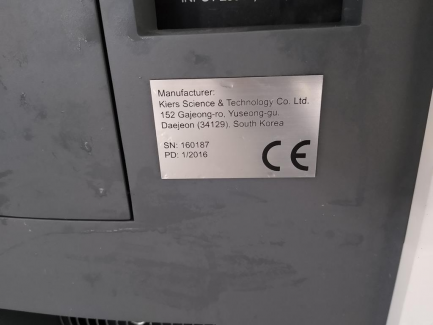 Manufacturer:
Kiers Science & Technology Co. Ltd.
152 Gajeong-ro, Yuseong-gu,
Daejeon (34129), South Korea
SN: 160187
PD: 1/2016
CE